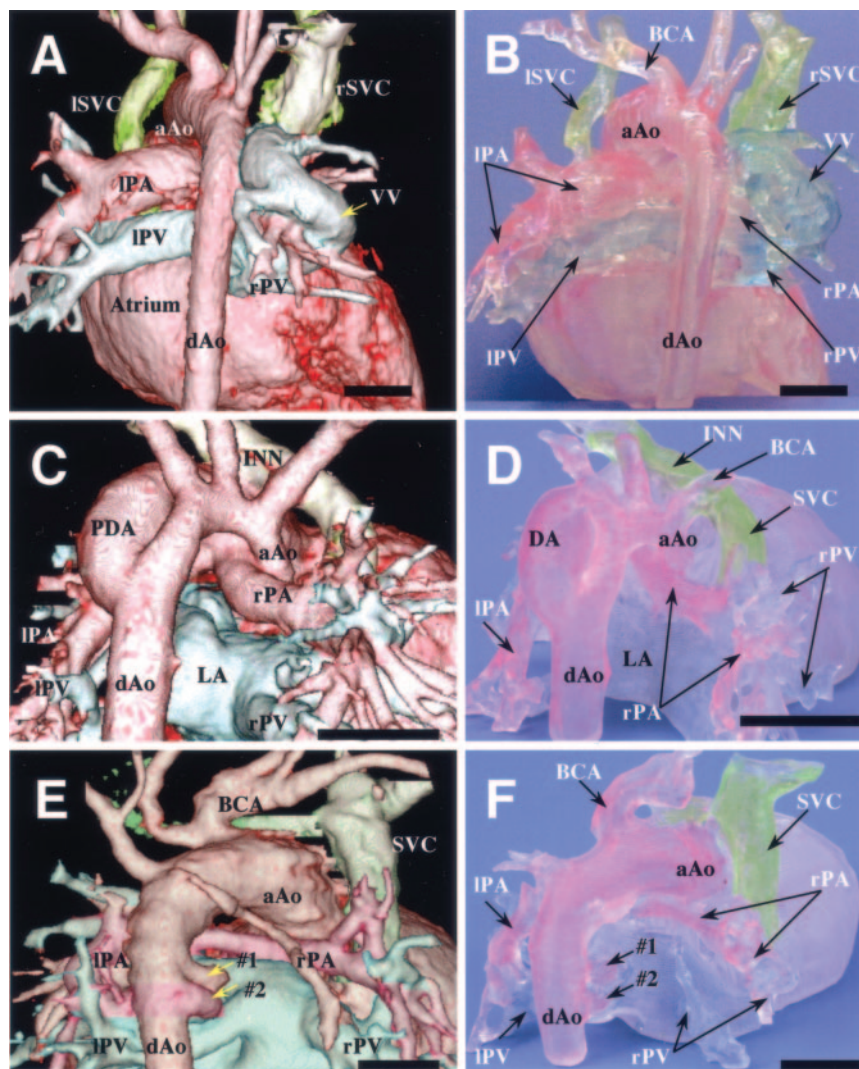 A
lSVC
rSVC
aAo
lPA
VV
lPV
rPV
Atrium
dAo
B
BCA
lSVC
rSVC
aAo
VV
lPA
rPA
lPV
dAo
rPV
C
INN
PDA
aAo
rPA
lPA
lPV
dAo
LA
rPV
D
INN
BCA
SVC
DA
aAo
rPV
lPA
LA
dAo
rPA
E
BCA
SVC
aAo
lPA
#1
rPA
#2
lPV
dAo
rPV
F
BCA
SVC
aAo
lPA
rPA
#1
#2
dAo
lPV
rPV